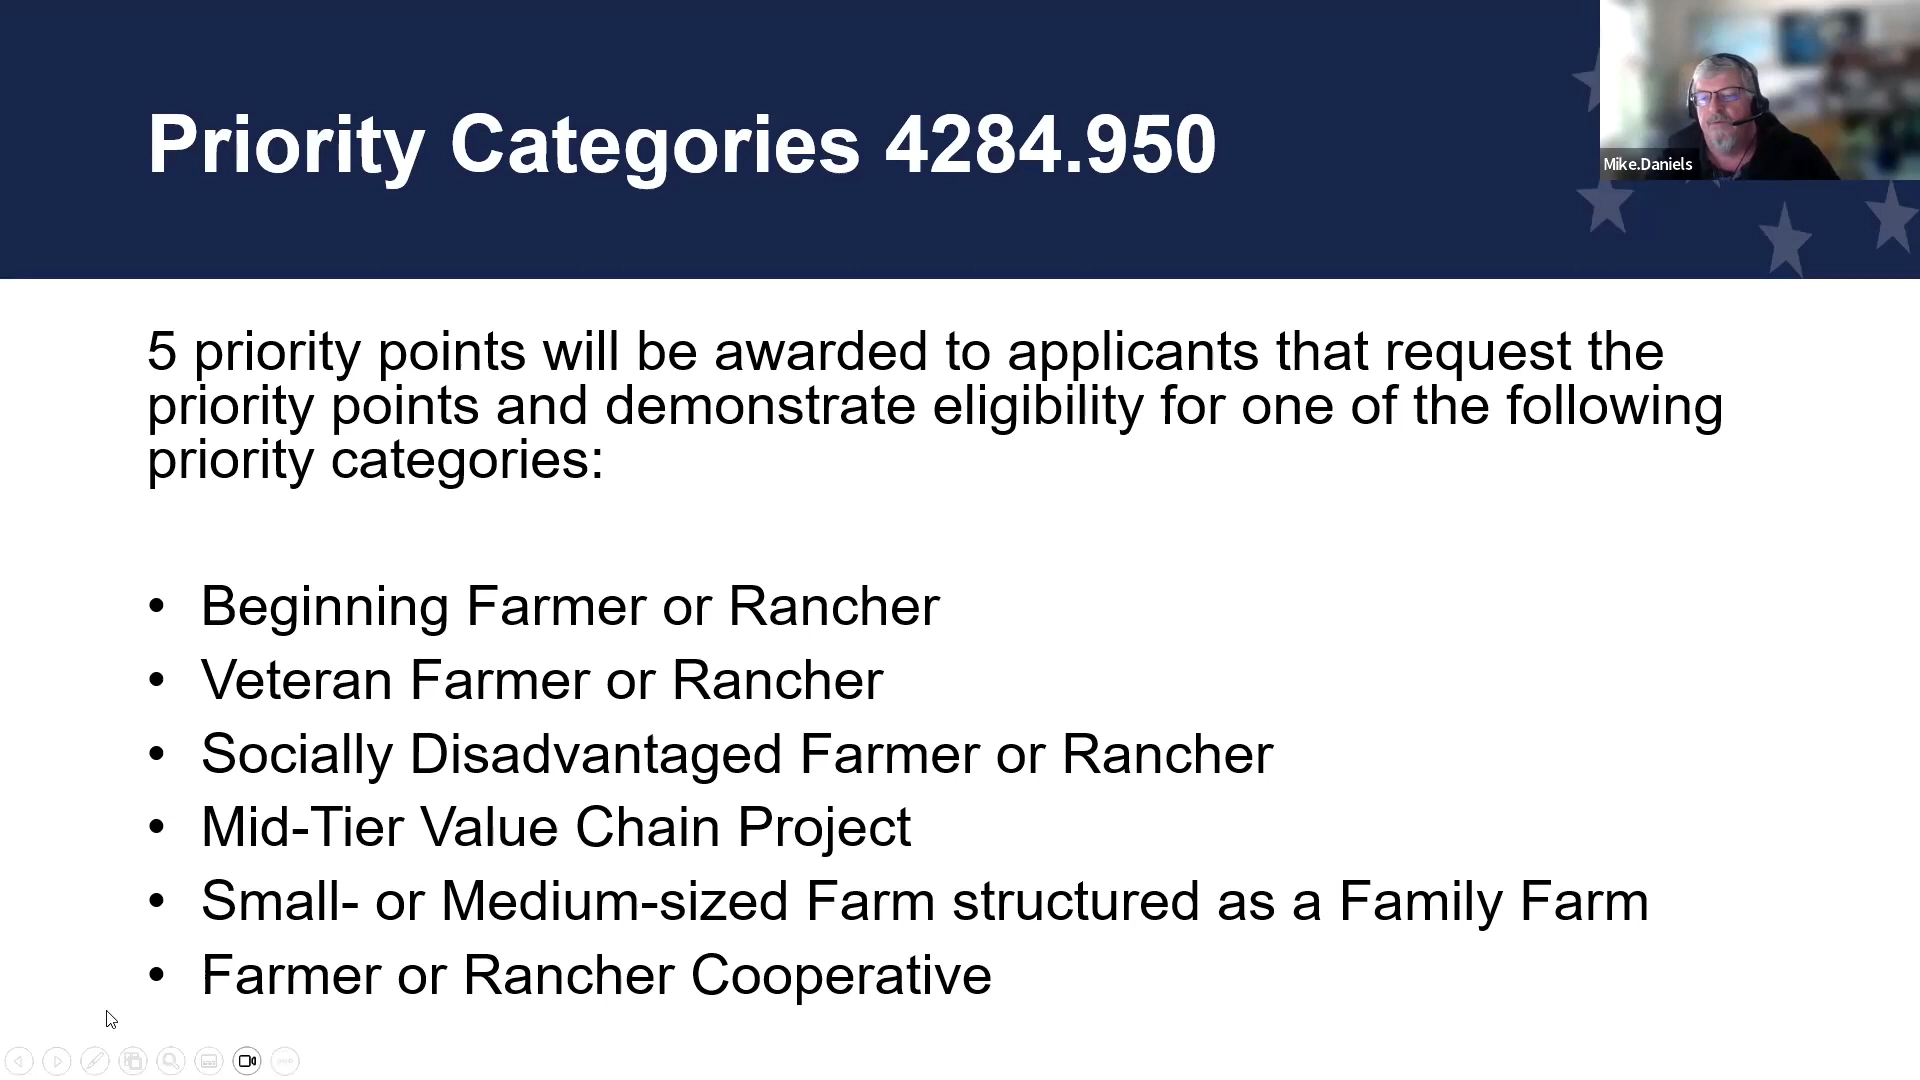 Priority Categories 4284.950
Mike.Daniels
5 priority points will be awarded to applicants that request the
priority points and demonstrate eligibility for one of the following
priority categories:
• Beginning Farmer or Rancher
• Veteran Farmer or Rancher
• Socially Disadvantaged Farmer or Rancher
• Mid-Tier Value Chain Project
• Small- or Medium-sized Farm structured as a Family Farm
• Farmer or Rancher Cooperative